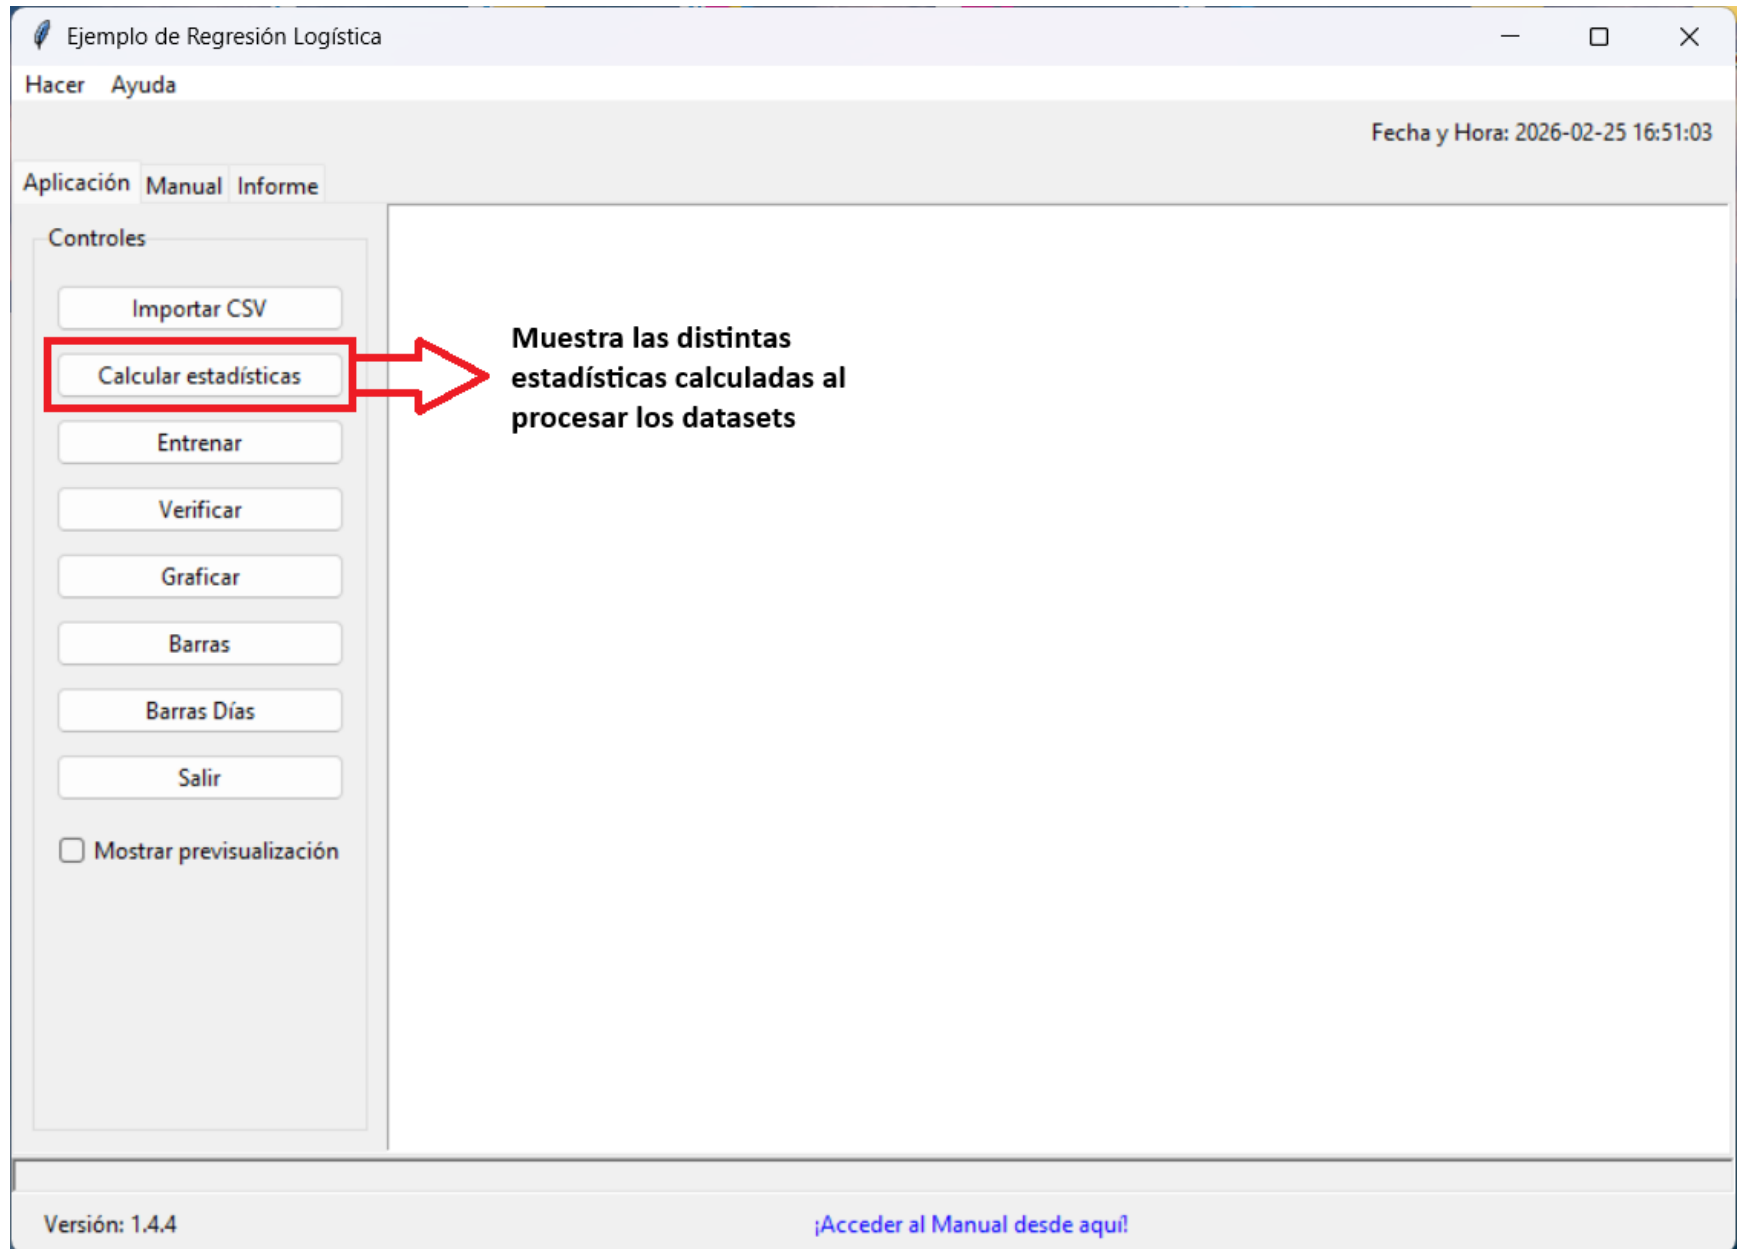 Ejemplo de Regresión Logística
Hacer Ayuda
Fecha y Hora: 2026-02-25 16:51:03
Aplicación Manual Informe
Controles
Importar CSV
Calcular estadísticas
Muestra las distintas
estadísticas calculadas al
procesar los datasets
Entrenar
Verificar
Graficar
Barras
Barras Días
Salir
Mostrar previsualización
Versión: 1.4.4
¡Acceder al Manual desde aquí!